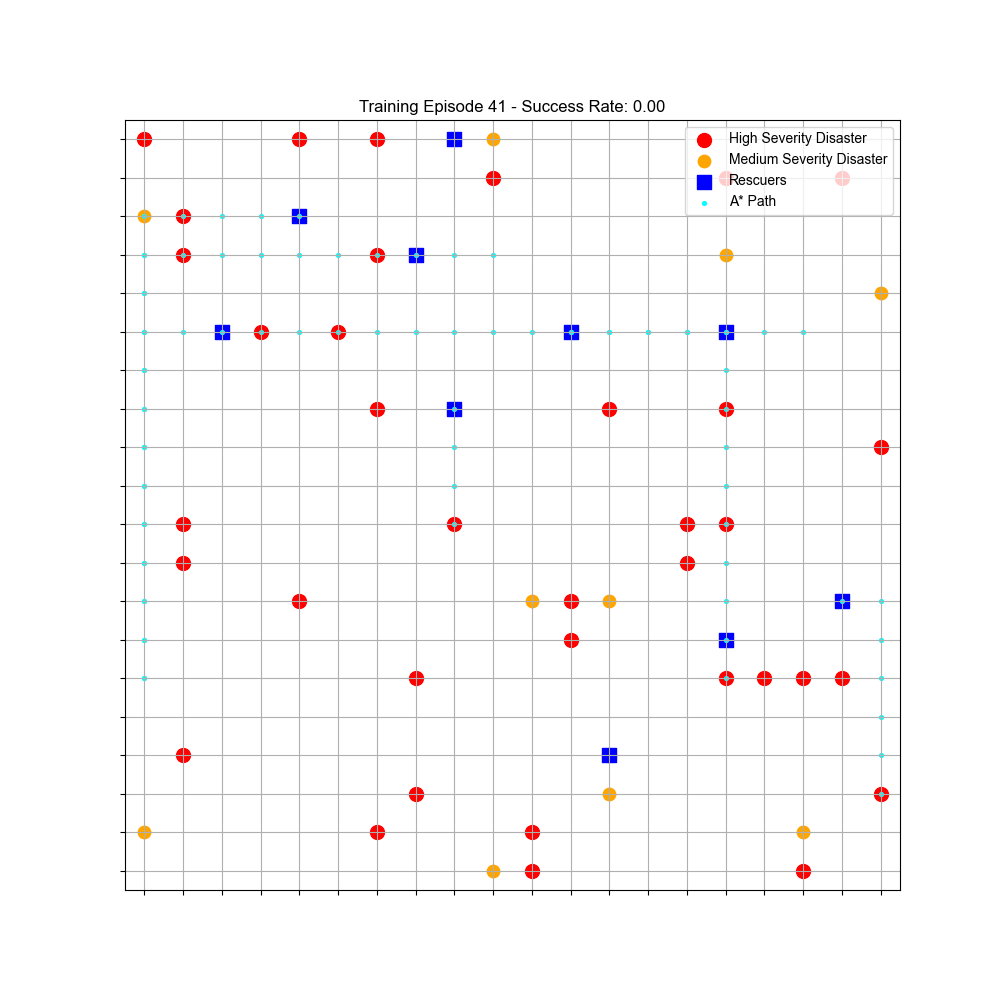 Training Episode 41 - Success Rate: 0.00
High Severity Disaster
Medium Severity Disaster
Rescuers
A* Path